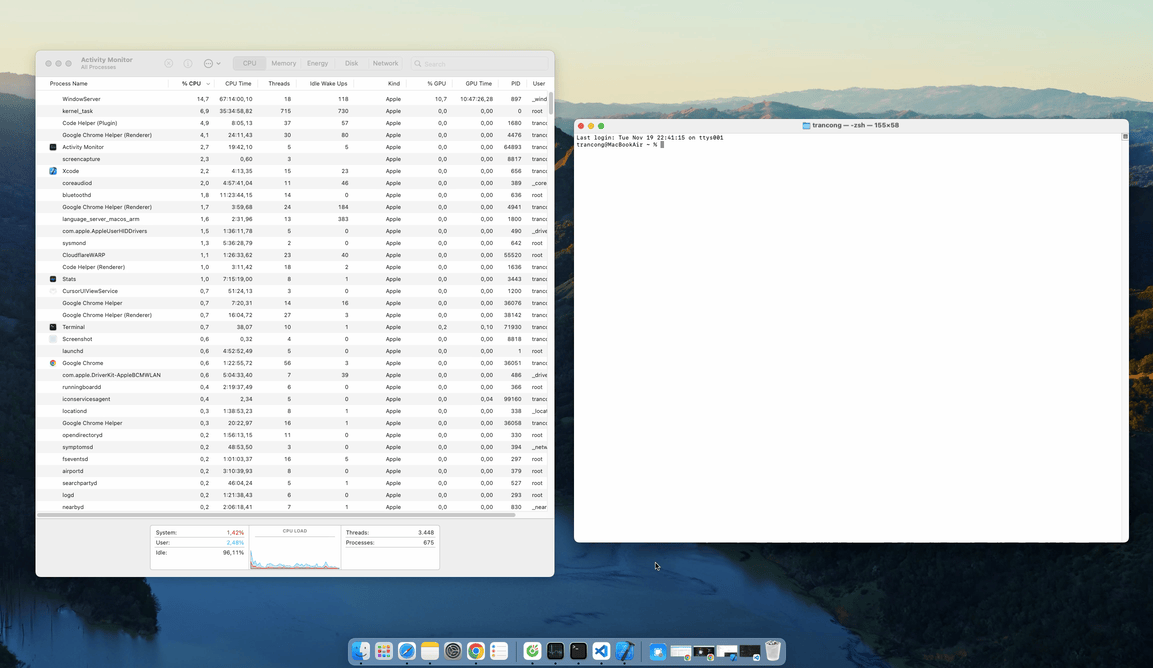 Activity Monitor
All Processes
CPU Memory Energy Disk Network Search
Process Name % CPU CPU Time Threads Idle Wake Ups Kind % GPU GPU Time PID User
WindowServer 14,7 67:14:00,10 18 118 Apple 10,7 10:47:26,28 897 _wind
kernel_task 6,9 35:34:58,82 715 730 Apple 0,0 0,00 0 root
Code Helper (Plugin) 4,9 8:05,13 37 57 Apple 0,0 0,00 1680 tranco
Google Chrome Helper (Renderer) 4,1 24:11,43 30 80 Apple 0,0 0,00 4476 tranco
Activity Monitor 2,7 19:42,10 5 5 Apple 0,0 0,00 64893 tranco
screencapture 2,3 0,60 3 Apple 0,0 0,00 8817 tranco
Xcode 2,2 4:13,35 15 23 Apple 0,0 0,00 656 tranco
coreaudiod 2,0 4:57:41,04 11 46 Apple 0,0 0,00 389 _core
bluetoothd 1,8 11:23:44,15 14 0 Apple 0,0 0,00 636 root
Google Chrome Helper (Renderer) 1,7 3:59,68 24 184 Apple 0,0 0,00 4941 tranco
language_server_macos_arm 1,6 2:31,96 13 383 Apple 0,0 0,00 1800 tranco
com.apple.AppleUserHIDDrivers 1,5 1:36:11,78 5 0 Apple 0,0 0,00 490 _drive
sysmond 1,3 5:36:28,79 2 0 Apple 0,0 0,00 642 root
CloudflareWARP 1,1 1:26:33,62 23 40 Apple 0,0 0,00 55520 root
Code Helper (Renderer) 1,0 3:11,42 18 2 Apple 0,0 0,00 1636 tranco
Stats 1,0 7:15:19,00 8 1 Apple 0,0 0,00 3443 tranco
CursorUIViewService 0,7 51:24,13 3 0 Apple 0,0 0,00 1200 tranco
Google Chrome Helper 0,7 7:20,31 14 16 Apple 0,0 0,00 36076 tranco
Google Chrome Helper (Renderer) 0,7 16:04,72 27 3 Apple 0,0 0,00 38142 tranco
Terminal 0,7 38,07 10 1 Apple 0,2 0,10 71930 tranco
Screenshot 0,6 0,32 4 0 Apple 0,0 0,00 8818 tranco
launchd 0,6 4:52:52,49 5 0 Apple 0,0 0,00 1 root
Google Chrome 0,6 1:22:55,72 56 3 Apple 0,0 0,00 36051 tranco
com.apple.DriverKit-AppleBCMWLAN 0,6 5:04:33,40 7 39 Apple 0,0 0,00 486 _drive
runningboardd 0,4 2:19:37,49 6 0 Apple 0,0 0,00 366 root
iconservicesagent 0,4 2,34 5 0 Apple 0,0 0,04 99160 tranco
locationd 0,3 1:38:53,23 8 1 Apple 0,0 0,00 338 _locat
Google Chrome Helper 0,3 20:22,97 16 1 Apple 0,0 0,00 36058 tranco
opendirectoryd 0,2 1:56:13,15 11 0 Apple 0,0 0,00 330 root
symptomsd 0,2 48:53,50 3 0 Apple 0,0 0,00 394 _netw
fseventsd 0,2 1:01:03,37 16 5 Apple 0,0 0,00 297 root
airportd 0,2 3:10:39,93 8 0 Apple 0,0 0,00 379 root
searchpartyd 0,2 46:04,24 5 1 Apple 0,0 0,00 527 root
logd 0,2 1:21:38,43 6 0 Apple 0,0 0,00 293 root
nearbyd 0,2 2:06:18,41 7 1 Apple 0,0 0,00 830 _near
System: 1,42% CPU LOAD Threads: 3.448
User: 2,48% Processes: 675
Idle: 96,11%
trancong — -zsh — 155×58
Last login: Tue Nov 19 22:41:15 on ttys001
trancong@MacBookAir ~ %